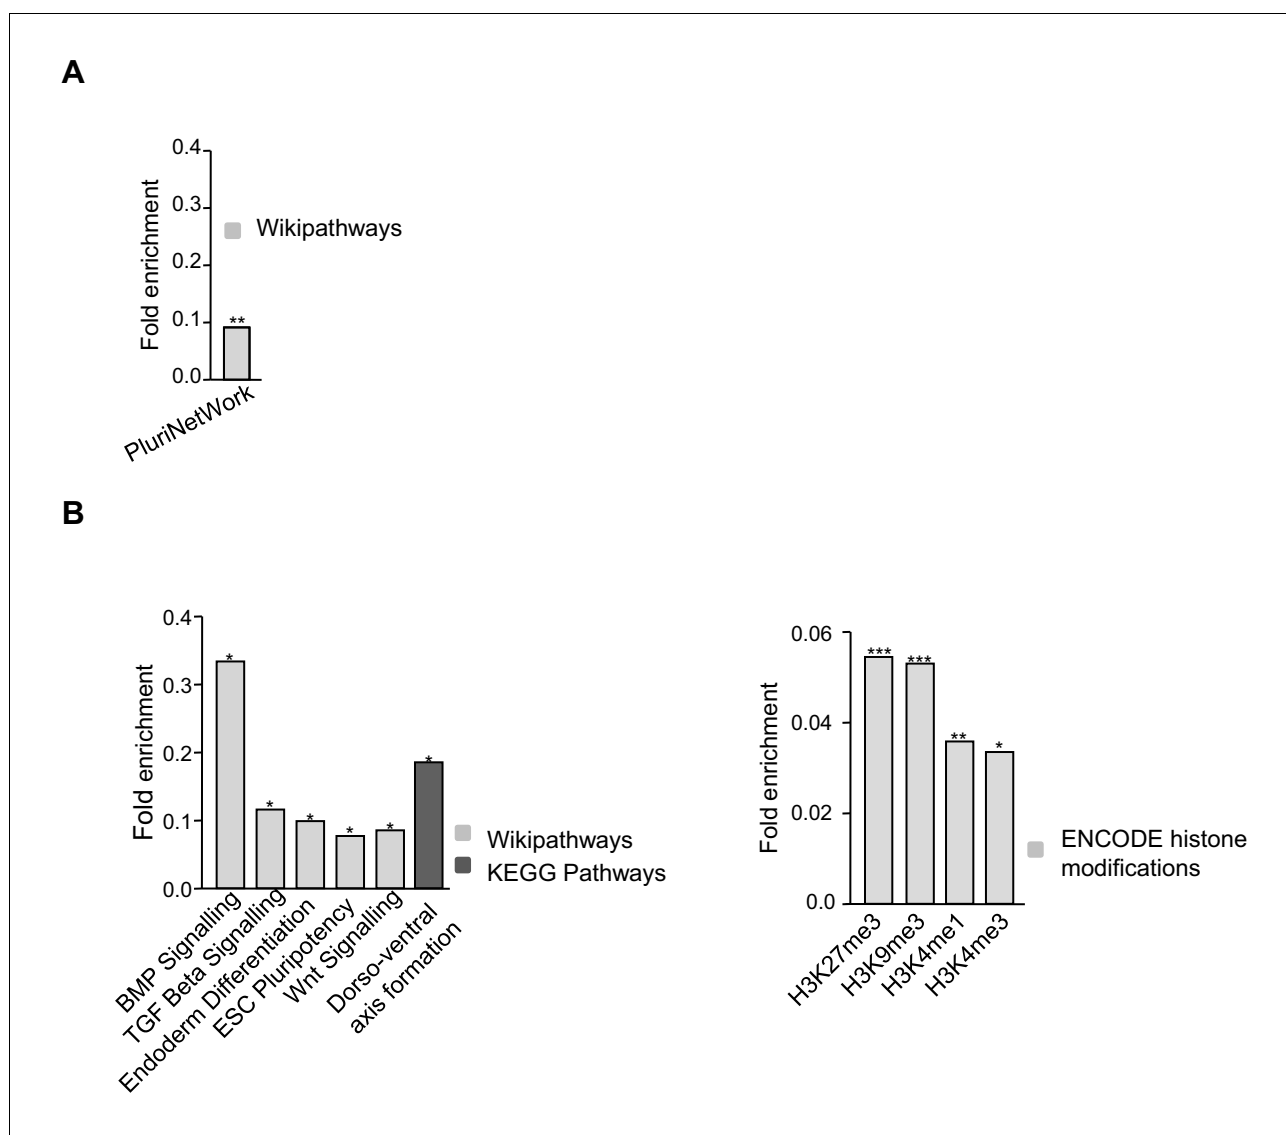 A
0.4
0.3
0.2
0.1
0.0
Fold enrichment
Wikipathways
**
PluriNetWork
B
0.4
0.3
0.2
0.1
0.0
Fold enrichment
*
*
*
*
*
*
BMP Signalling
TGF Beta Signalling
Endoderm Differentiation
ESC Pluripotency
Wnt Signalling
Dorso-ventral
axis formation
Wikipathways
KEGG Pathways
0.06
0.04
0.02
0.0
Fold enrichment
***
***
**
*
H3K27me3
H3K9me3
H3K4me1
H3K4me3
ENCODE histone
modifications